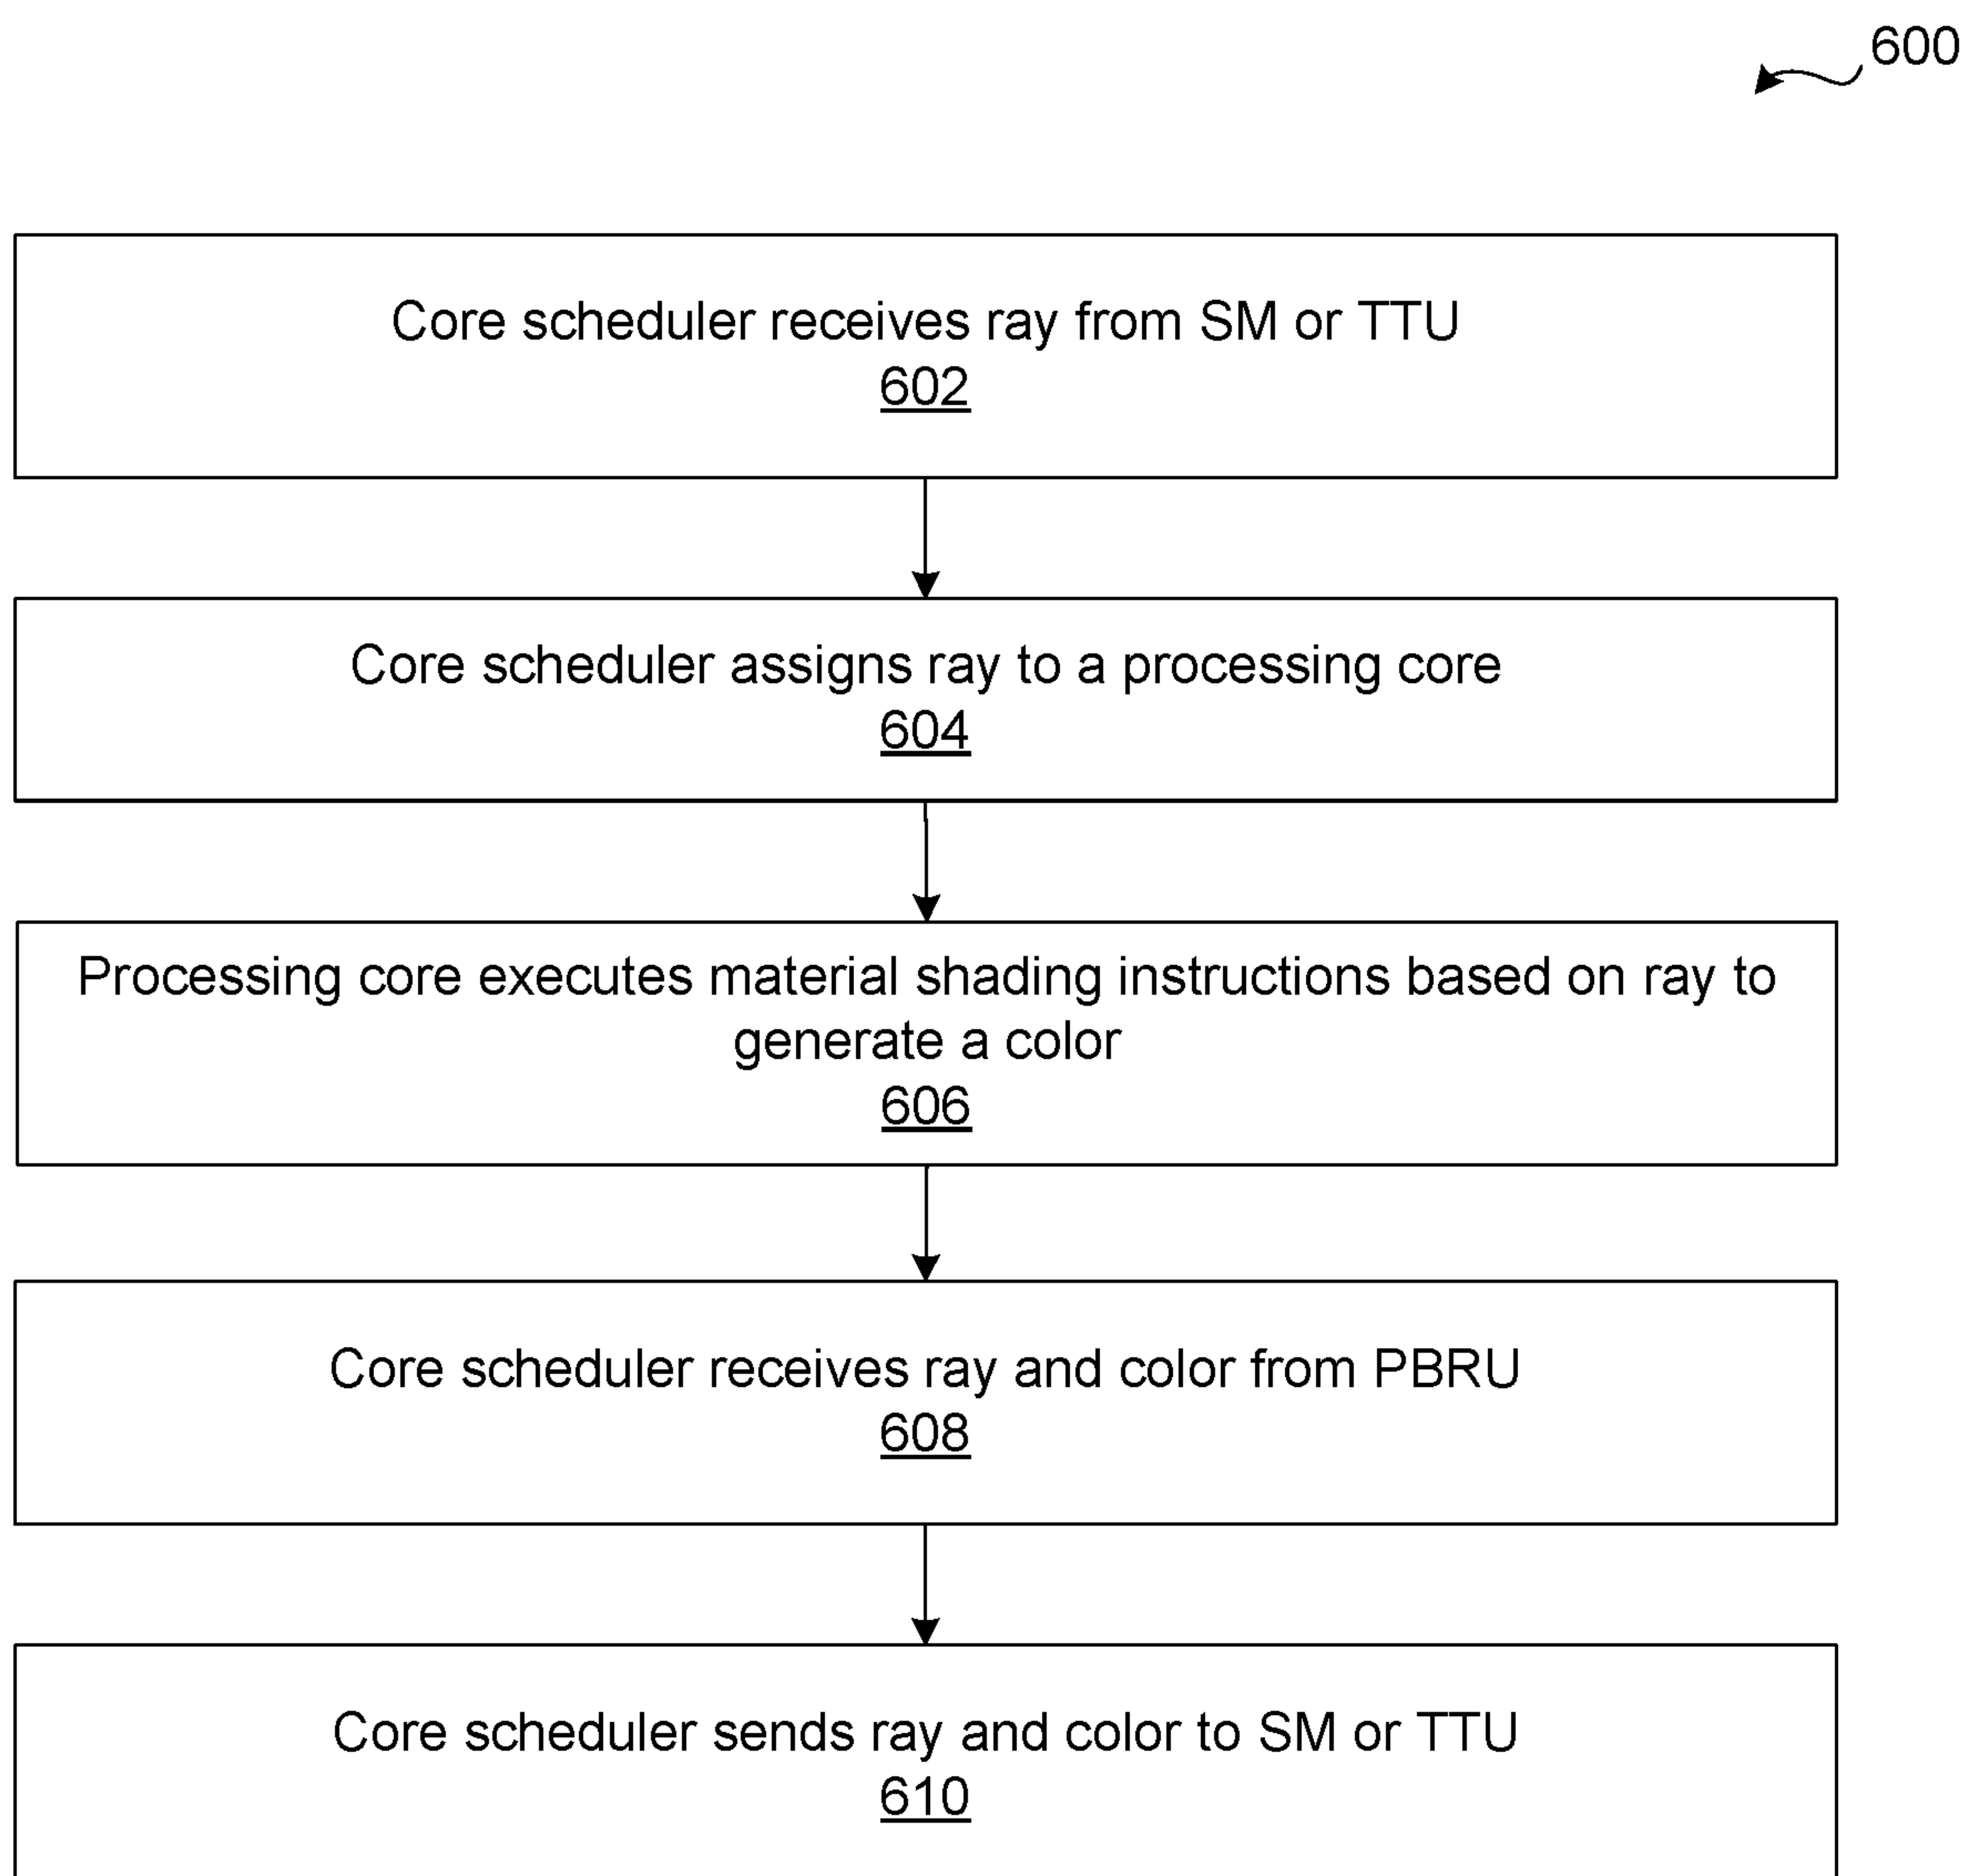 600
Core scheduler receives ray from SM or TTU
602
Core scheduler assigns ray to a processing core
604
Processing core executes material shading instructions based on ray to
generate a color
606
Core scheduler receives ray and color from PBRU
608
Core scheduler sends ray and color to SM or TTU
610